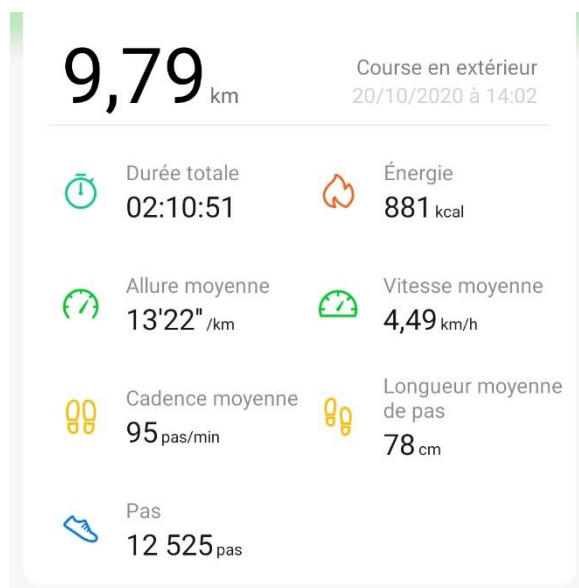 9,79 km
Course en extérieur
20/10/2020 à 14:02
Durée totale
02:10:51
Énergie
881 kcal
Allure moyenne
13'22" /km
Vitesse moyenne
4,49 km/h
Cadence moyenne
95 pas/min
Longueur moyenne
de pas
78 cm
Pas
12 525 pas